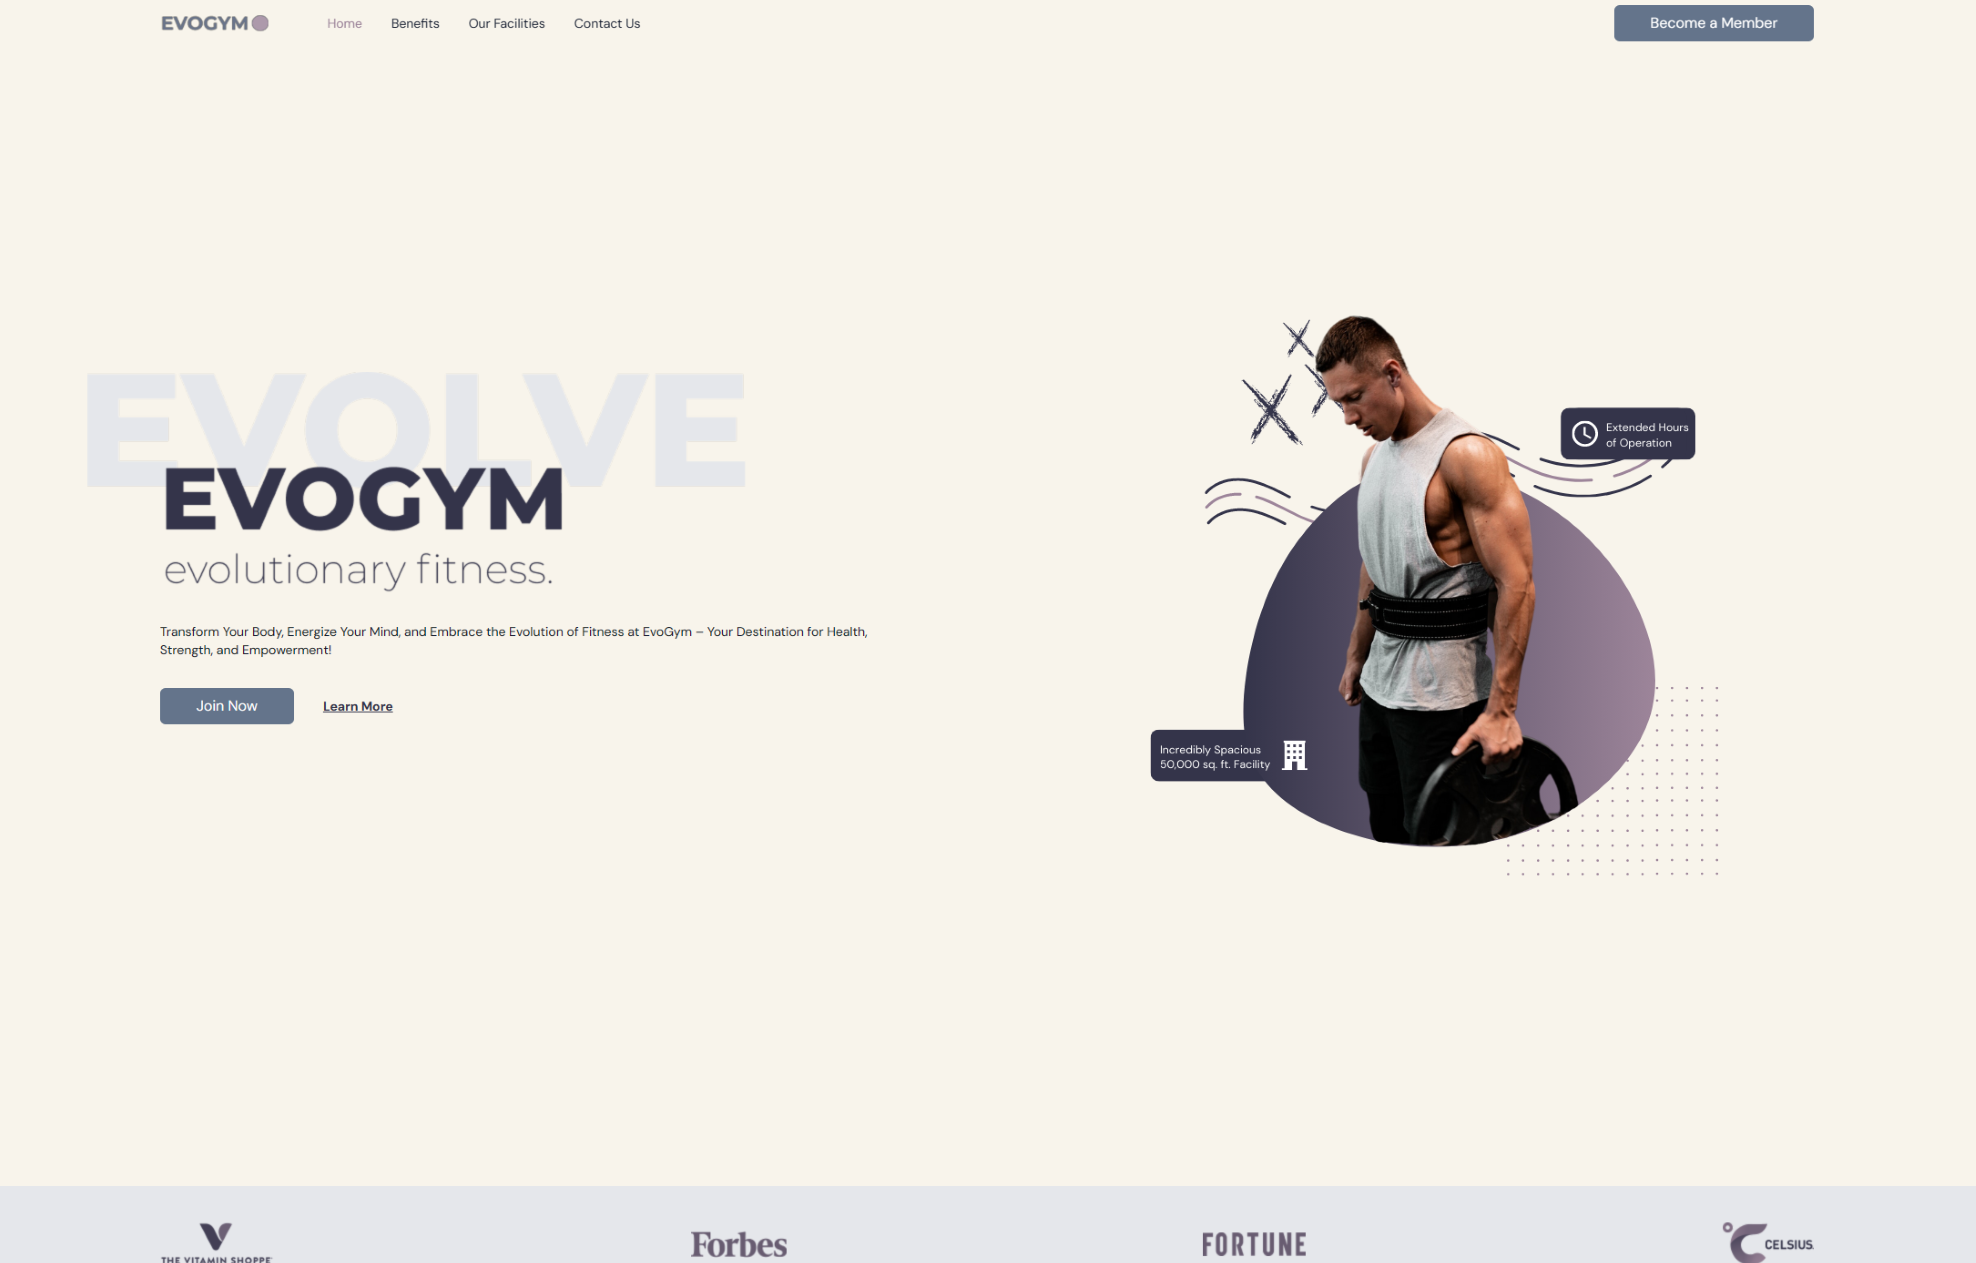 EVOGYM
Home
Benefits
Our Facilities
Contact Us
Become a Member
EVOLVE
EVOGYM
evolutionary fitness.
Transform Your Body, Energize Your Mind, and Embrace the Evolution of Fitness at EvoGym – Your Destination for Health,
Strength, and Empowerment!
Join Now
Learn More
Extended Hours
of Operation
Incredibly Spacious
50,000 sq. ft. Facility
THE VITAMIN SHOPPE
Forbes
FORTUNE
CELSIUS